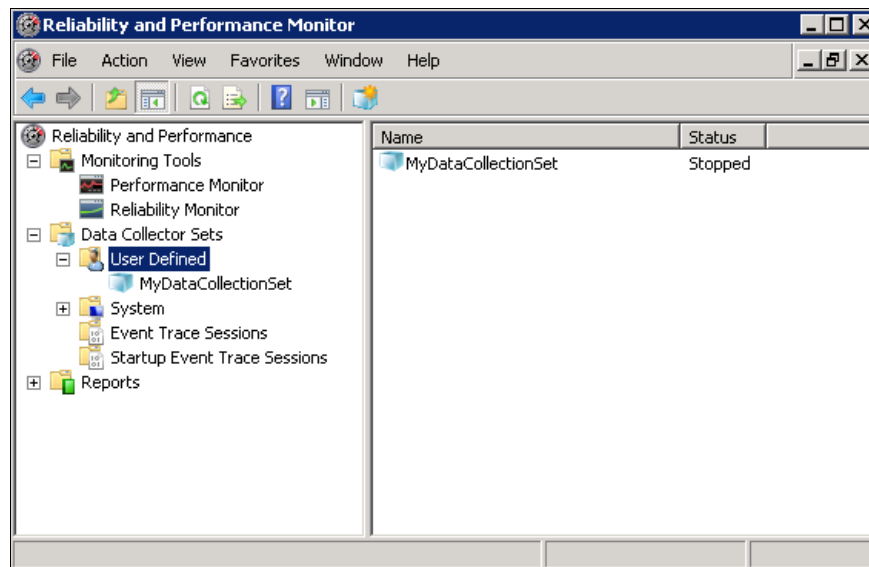 Reliability and Performance Monitor
File Action View Favorites Window Help
Reliability and Performance
Monitoring Tools
Performance Monitor
Reliability Monitor
Data Collector Sets
User Defined
MyDataCollectionSet
System
Event Trace Sessions
Startup Event Trace Sessions
Reports
Name Status
MyDataCollectionSet Stopped